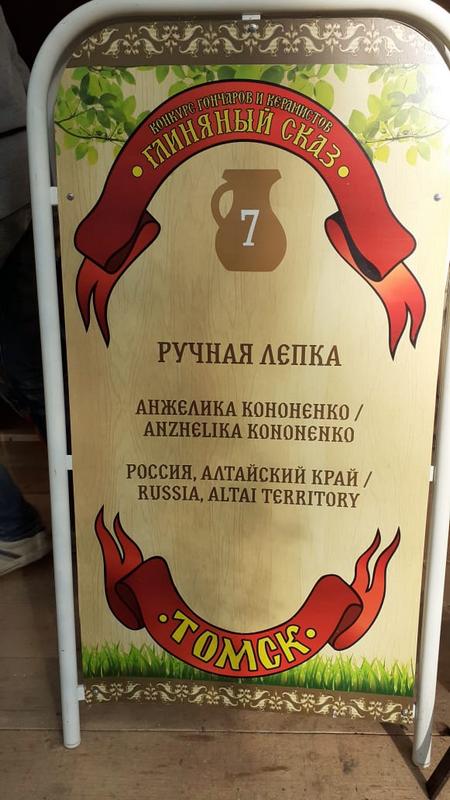 КОНКУРС ГОНЧАРОВ И КЕРАМИСТОВ
ГЛИНЯНЫЙ СКАЗ
7
РУЧНАЯ ЛЕПКА
АНЖЕЛИКА КОНОНЕНКО /
ANZHELIKA KONONENKO
РОССИЯ, АЛТАЙСКИЙ КРАЙ /
RUSSIA, ALTAI TERRITORY
·ТОМСК·